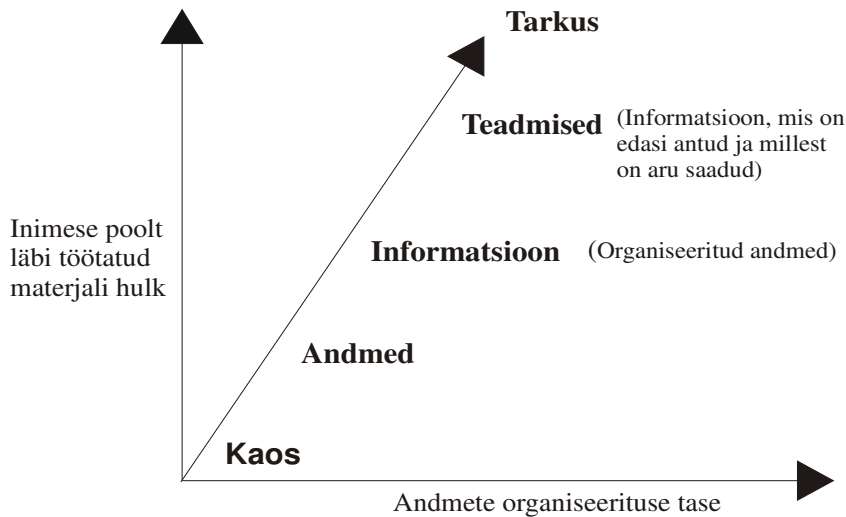 Tarkus
Teadmised (Informatsioon, mis on
edasi antud ja millest
on aru saadud)
Inimese poolt
läbi töötatud
materjali hulk
Informatsioon (Organiseeritud andmed)
Andmed
Kaos
Andmete organiseerituse tase